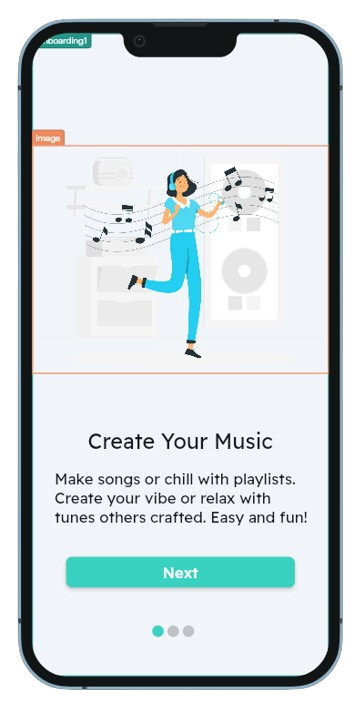 nboarding1
Image
Create Your Music
Make songs or chill with playlists.
Create your vibe or relax with
tunes others crafted. Easy and fun!
Next